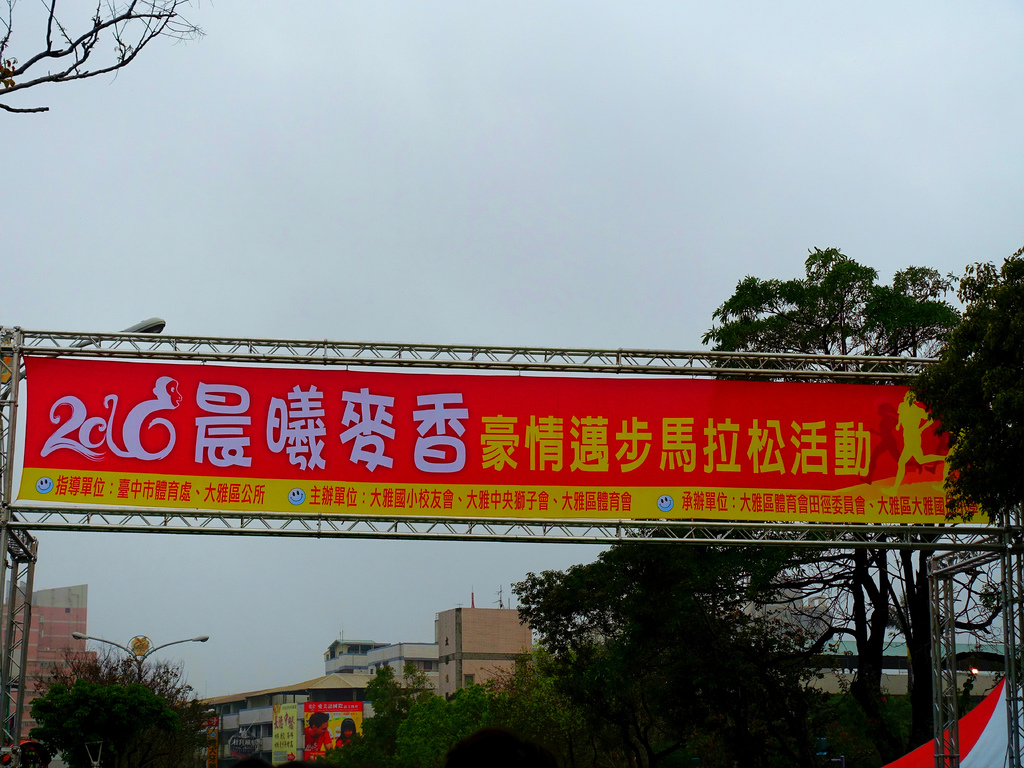 2016 晨曦麥香 豪情邁步馬拉松活動
指導單位：臺中市體育處、大雅區公所 主辦單位：大雅國小校友會、大雅中央獅子會、大雅區體育會 承辦單位：大雅區體育會田徑委員會、大雅區大雅國